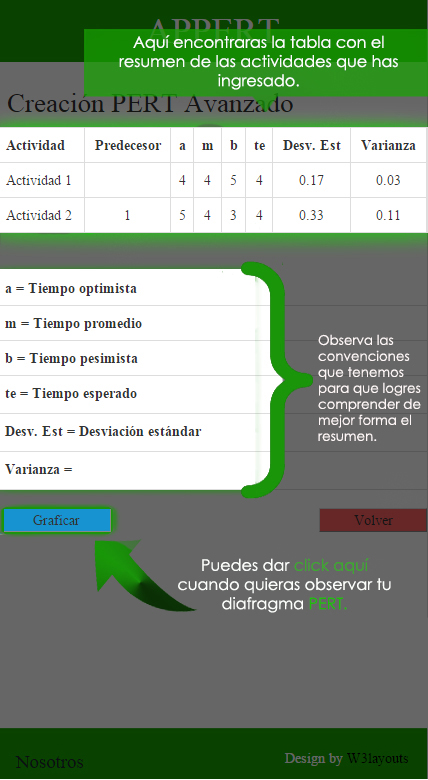 APPERT
Aquí encontraras la tabla con el
resumen de las actividades que has
ingresado.
Creación PERT Avanzado
Actividad Predecesor a m b te Desv. Est Varianza
Actividad 1 4 4 5 4 0.17 0.03
Actividad 2 1 5 4 3 4 0.33 0.11
a = Tiempo optimista
m = Tiempo promedio
b = Tiempo pesimista
te = Tiempo esperado
Desv. Est = Desviación estándar
Varianza =
Observa las
convenciones
que tenemos
para que logres
comprender de
mejor forma el
resumen.
Graficar Volver
Puedes dar click aquí
cuando quieras observar tu
diafragma PERT.
Nosotros
Design by W3layouts